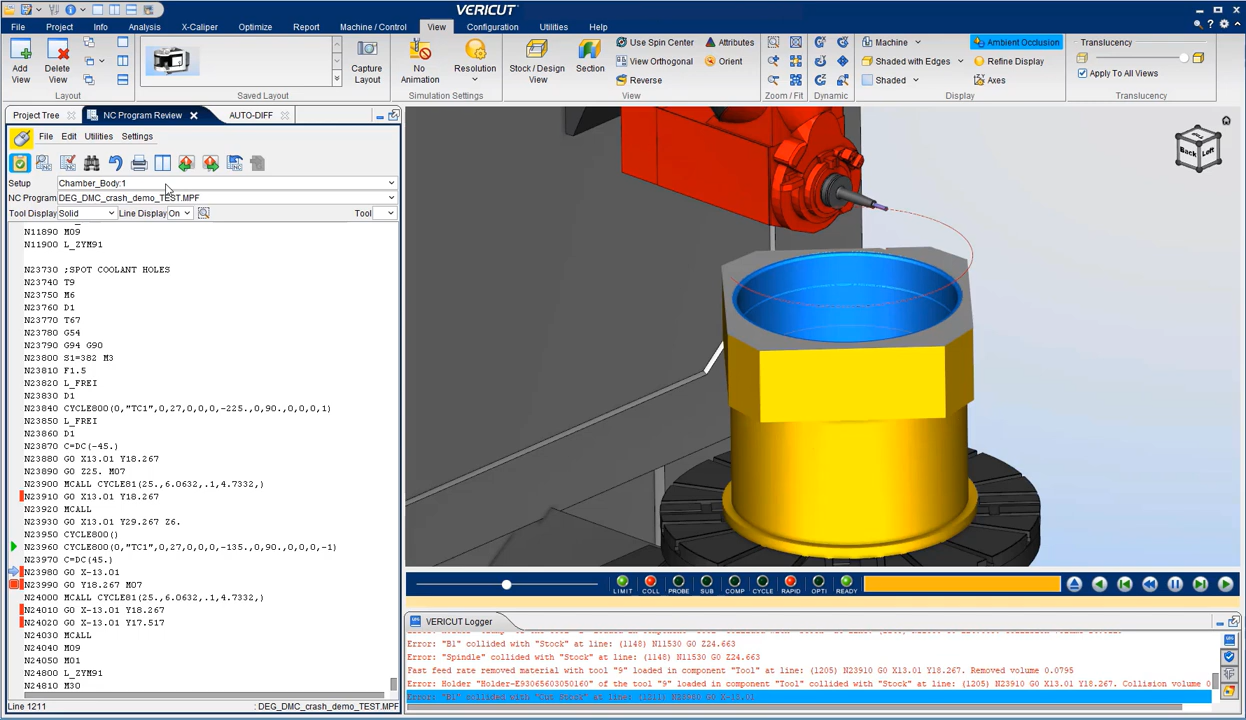 VERICUT
File Project Info Analysis X-Caliper Optimize Report Machine / Control View Configuration Utilities Help
Add View
Delete View
Layout
Saved Layout
Capture Layout
No Animation
Resolution
Simulation Settings
Stock / Design View
Section
Use Spin Center
View Orthogonal
Reverse
Attributes
Orient
View
Zoom / Fit
Dynamic
Machine
Shaded with Edges
Shaded
Ambient Occlusion
Refine Display
Axes
Display
Translucency
Apply To All Views
Translucency
Project Tree NC Program Review AUTO-DIFF
File Edit Utilities Settings
Setup Chamber_Body:1
NC Program DEG_DMC_crash_demo_TEST.MPF
Tool Display Solid Line Display On Tool
N11890 M09
N11900 L_ZYM91
N23730 ;SPOT COOLANT HOLES
N23740 T9
N23750 M6
N23760 D1
N23770 T67
N23780 G54
N23790 G94 G90
N23800 S1=382 M3
N23810 F1.5
N23820 L_FREI
N23830 D1
N23840 CYCLE800(0,"TC1",0,27,0,0,0,-225.,0,90.,0,0,0,1)
N23850 L_FREI
N23860 D1
N23870 C=DC(-45.)
N23880 G0 X13.01 Y18.267
N23890 G0 Z25. M07
N23900 MCALL CYCLE81(25.,6.0632,.1,4.7332,)
N23910 G0 X13.01 Y18.267
N23920 MCALL
N23930 G0 X13.01 Y29.267 Z6.
N23950 CYCLE800()
N23960 CYCLE800(0,"TC1",0,27,0,0,0,-135.,0,90.,0,0,0,-1)
N23970 C=DC(45.)
N23980 G0 X-13.01
N23990 G0 Y18.267 M07
N24000 MCALL CYCLE81(25.,6.0632,.1,4.7332,)
N24010 G0 X-13.01 Y18.267
N24020 G0 X-13.01 Y17.517
N24030 MCALL
N24040 M09
N24050 M01
N24800 L_ZYM91
N24810 M30
Line 1211 : DEG_DMC_crash_demo_TEST.MPF
Back Left
LIMIT COLL PROBE SUB COMP CYCLE RAPID OPTI READY
VERICUT Logger
Error: "B1" collided with "Stock" at line: (1148) N11530 G0 Z24.663
Error: "Spindle" collided with "Stock" at line: (1148) N11530 G0 Z24.663
Fast feed rate removed material with tool "9" loaded in component "Tool" at line: (1205) N23910 G0 X13.01 Y18.267. Removed volume 0.0795
Error: Holder "Holder-E93065603050160" of the tool "9" loaded in component "Tool" collided with "Stock" at line: (1205) N23910 G0 X13.01 Y18.267. Collision volume 0